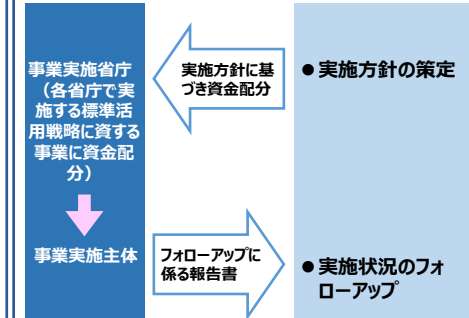 事業実施省庁
（各省庁で実
施する標準活
用戦略に資する
事業に資金配
分）
実施方針に基
づき資金配分
●実施方針の策定
事業実施主体
フォローアップに
係る報告書
●実施状況のフォ
ローアップ